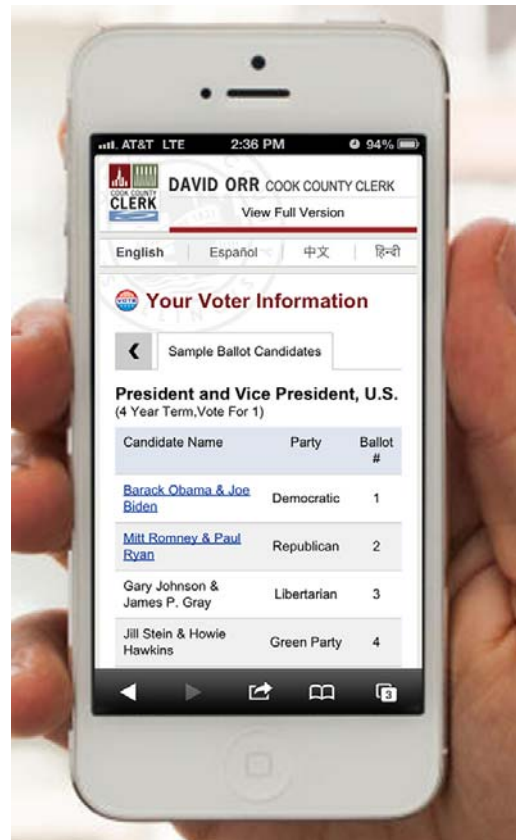 AT&T LTE 2:36 PM 94%
COOK COUNTY
CLERK
DAVID ORR COOK COUNTY CLERK
View Full Version
English Español 中文 हिन्दी
VOTE Your Voter Information
Sample Ballot Candidates
President and Vice President, U.S.
(4 Year Term,Vote For 1)
Candidate Name Party Ballot
#
Barack Obama & Joe
Biden Democratic 1
Mitt Romney & Paul
Ryan Republican 2
Gary Johnson &
James P. Gray Libertarian 3
Jill Stein & Howie
Hawkins Green Party 4
3